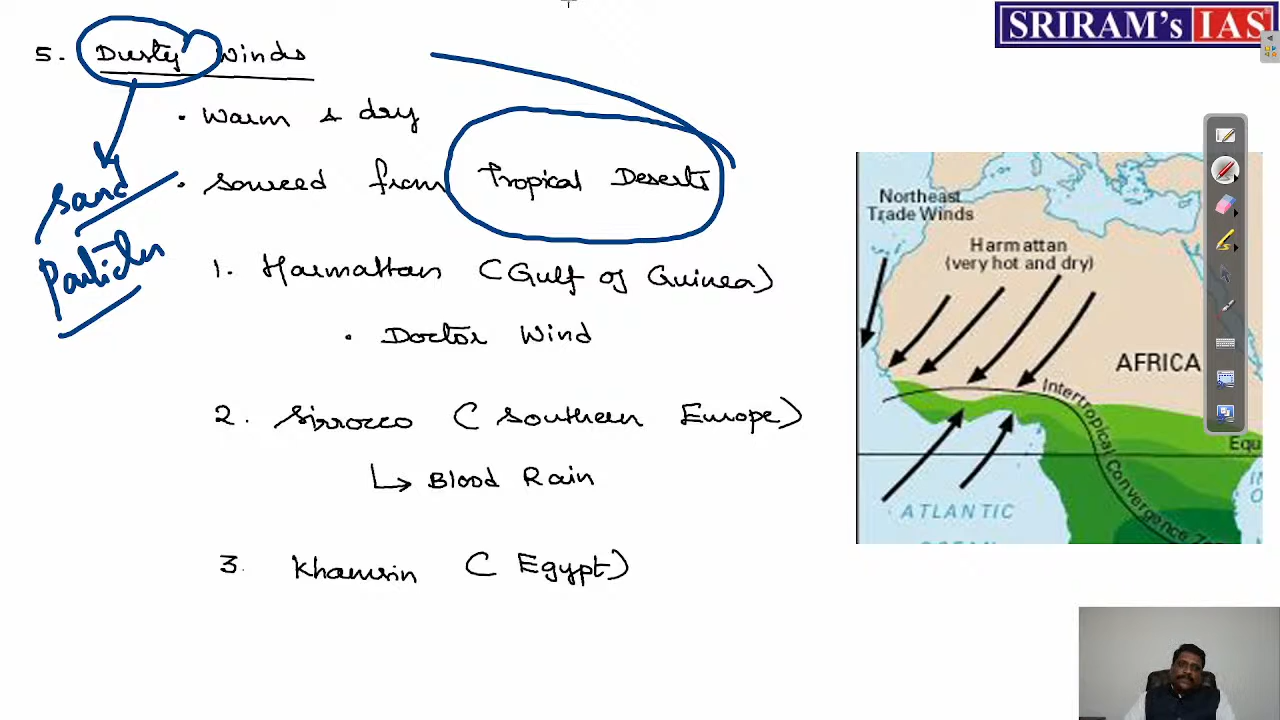 SRIRAM's IAS
5. Dusty Winds
• Warm & dry
• Sourced from Tropical Deserts
Sand
Particles
1. Harmattan (Gulf of Guinea)
• Doctor Wind
2. Sirrocco (Southern Europe)
↳ Blood Rain
3. Khamsin (Egypt)
Northeast
Trade Winds
Harmattan
(very hot and dry)
AFRICA
Intertropical Convergence
Equ
ATLANTIC